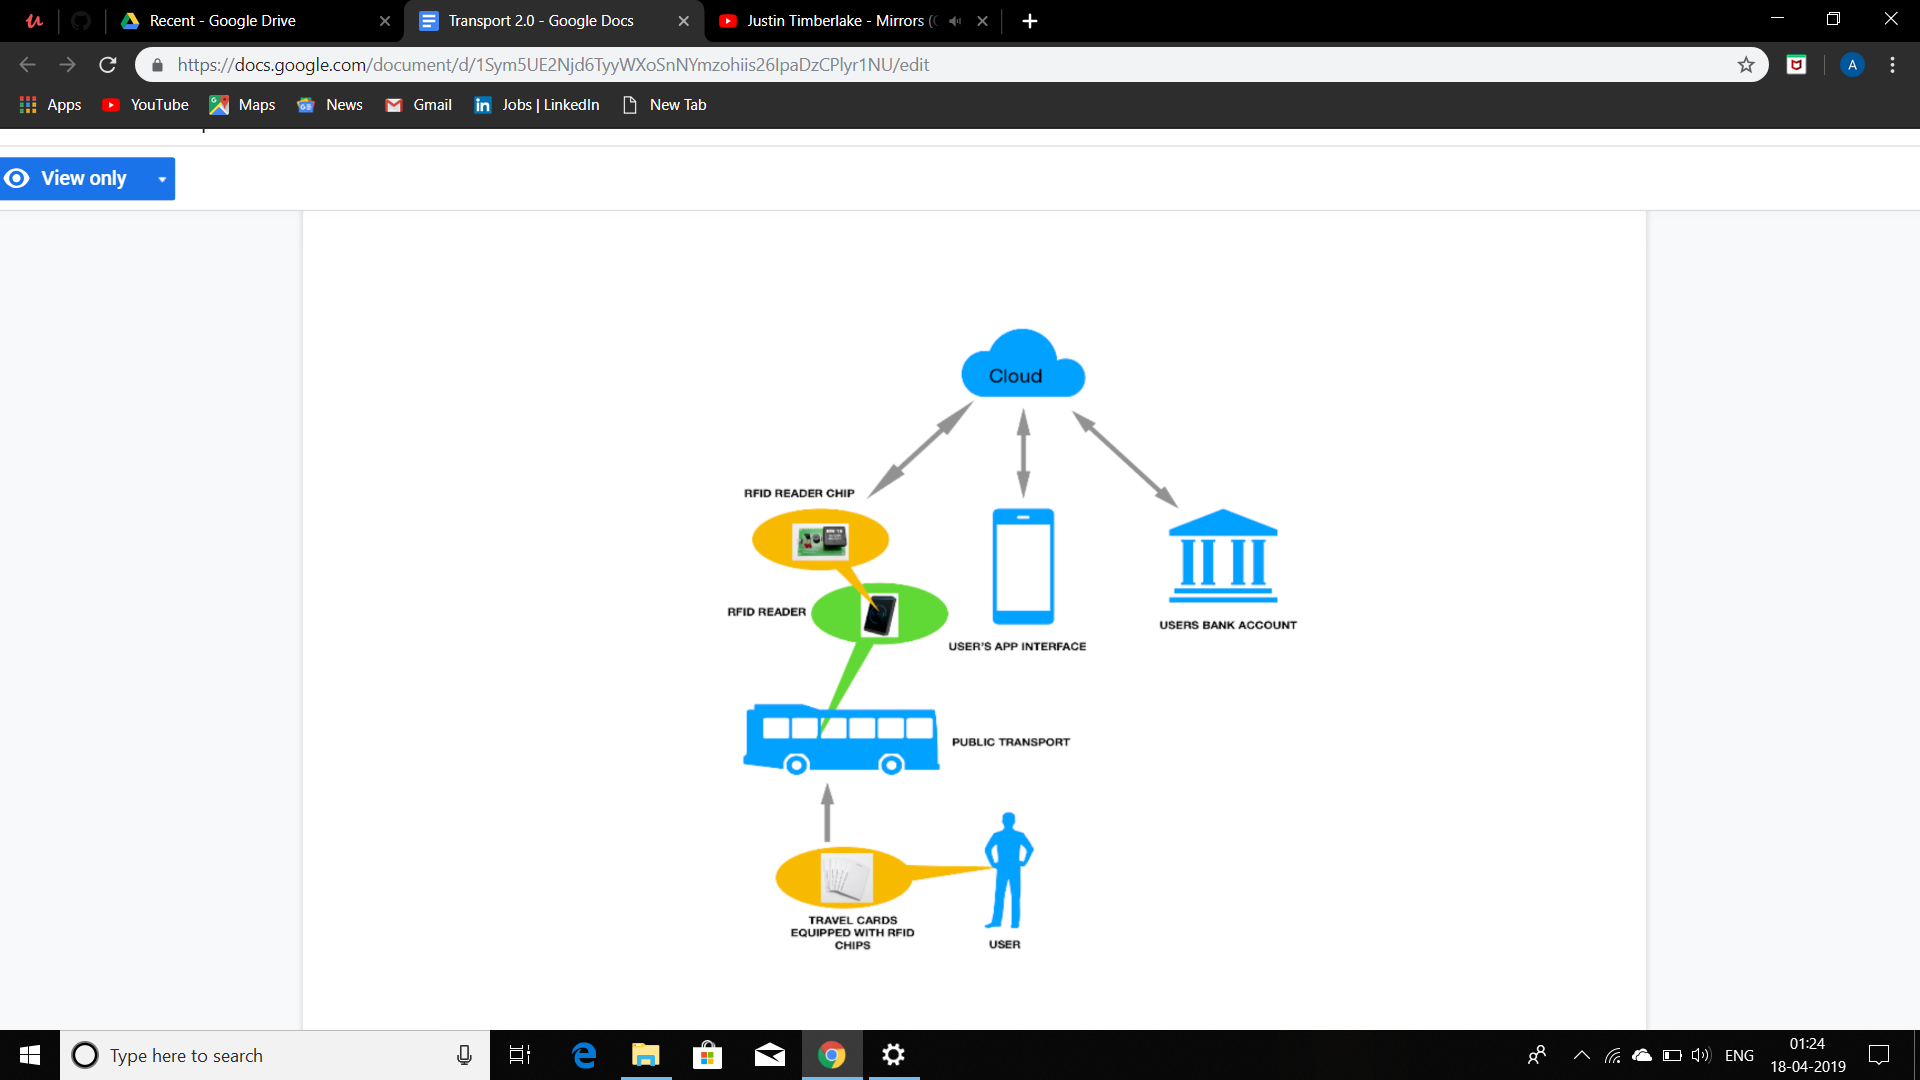 Recent - Google Drive
Transport 2.0 - Google Docs
Justin Timberlake - Mirrors (
https://docs.google.com/document/d/1Sym5UE2Njd6TyyWXoSnNYmzohiis26IpaDzCPlyr1NU/edit
A
Apps
YouTube
Maps
News
Gmail
Jobs | LinkedIn
New Tab
View only
Cloud
RFID READER CHIP
RFID READER
USER'S APP INTERFACE
USERS BANK ACCOUNT
PUBLIC TRANSPORT
TRAVEL CARDS
EQUIPPED WITH RFID
CHIPS
USER
Type here to search
ENG
01:24
18-04-2019